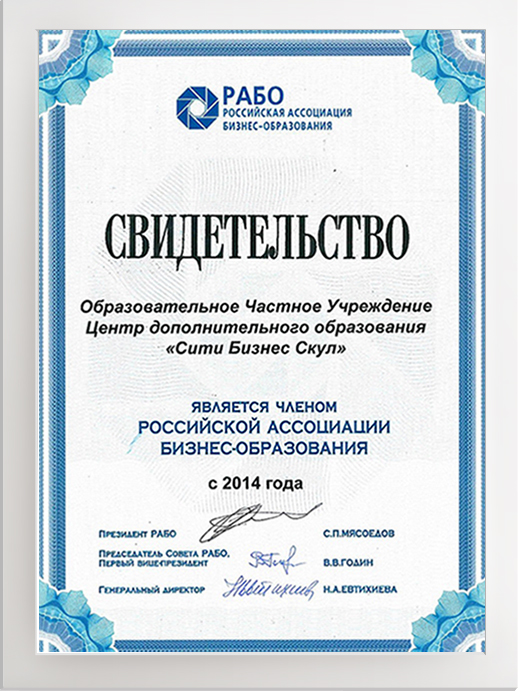 РАБО
РОССИЙСКАЯ АССОЦИАЦИЯ
БИЗНЕС-ОБРАЗОВАНИЯ
СВИДЕТЕЛЬСТВО
Образовательное Частное Учреждение
Центр дополнительного образования
«Сити Бизнес Скул»
ЯВЛЯЕТСЯ ЧЛЕНОМ
РОССИЙСКОЙ АССОЦИАЦИИ
БИЗНЕС-ОБРАЗОВАНИЯ
с 2014 года
ПРЕЗИДЕНТ РАБО С.П.МЯСОЕДОВ
ПРЕДСЕДАТЕЛЬ СОВЕТА РАБО,
ПЕРВЫЙ ВИЦЕ-ПРЕЗИДЕНТ В.В.ГОДИН
ГЕНЕРАЛЬНЫЙ ДИРЕКТОР Н.А.ЕВТИХИЕВА